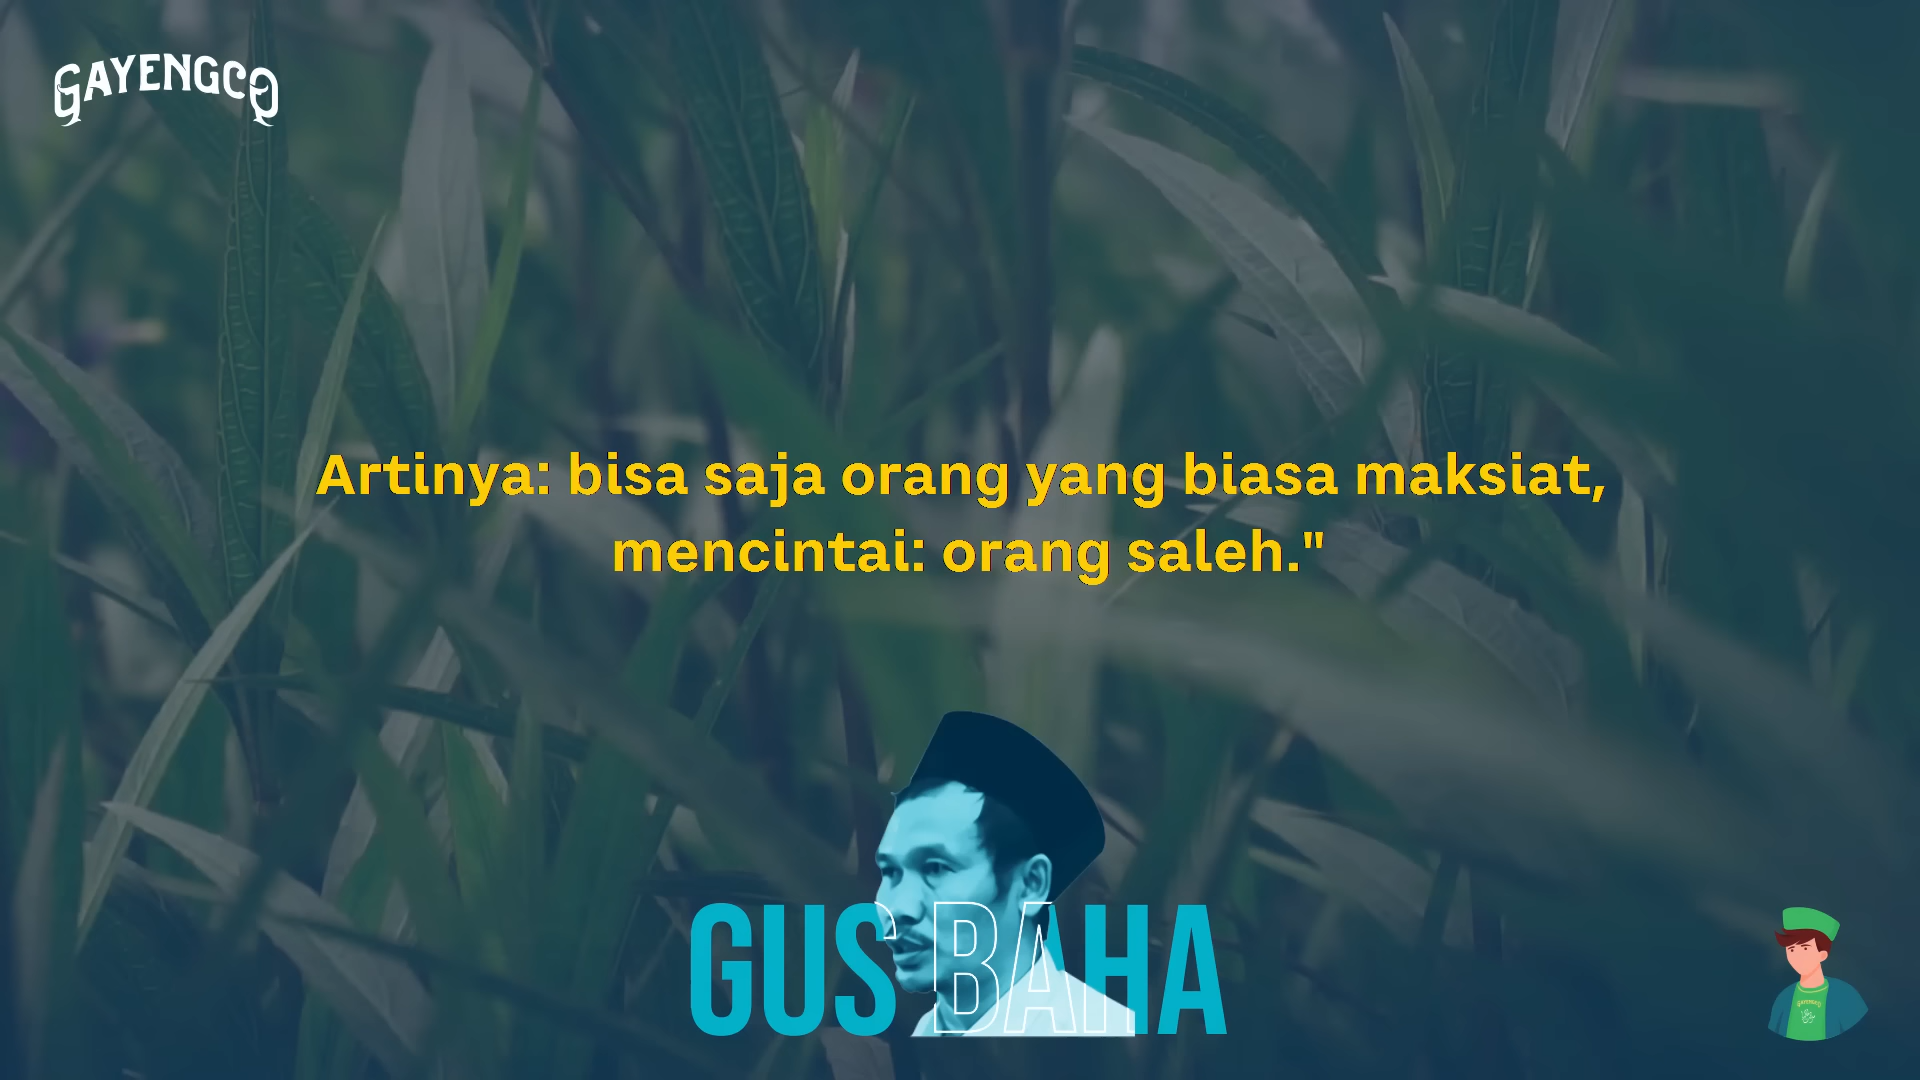 GAYENGCO
Artinya: bisa saja orang yang biasa maksiat,
mencintai: orang saleh."
GUS BAHA